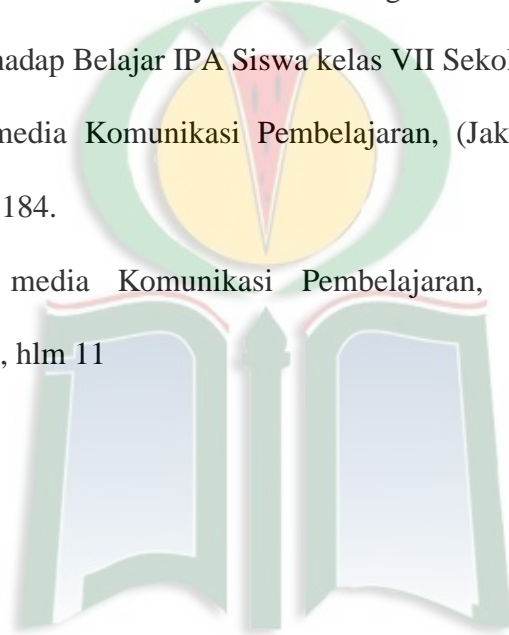 hadap Belajar IPA Siswa kelas VII Sekol
media Komunikasi Pembelajaran, (Jak
184.
media Komunikasi Pembelajaran,
, hlm 11